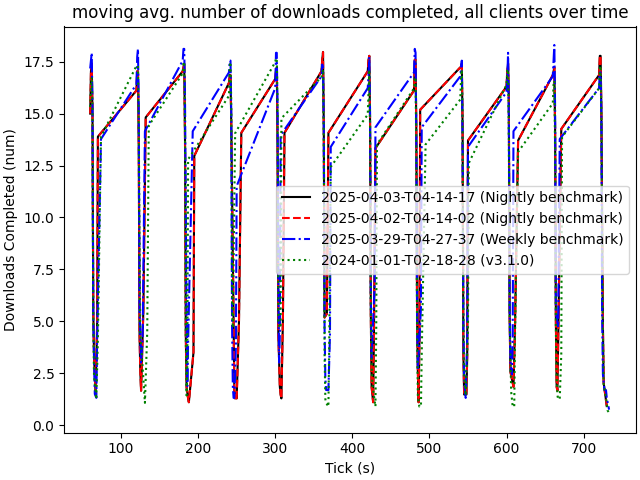 moving avg. number of downloads completed, all clients over time
Downloads Completed (num)
17.5
15.0
12.5
10.0
7.5
5.0
2.5
0.0
2025-04-03-T04-14-17 (Nightly benchmark)
2025-04-02-T04-14-02 (Nightly benchmark)
2025-03-29-T04-27-37 (Weekly benchmark)
2024-01-01-T02-18-28 (v3.1.0)
100 200 300 400 500 600 700
Tick (s)